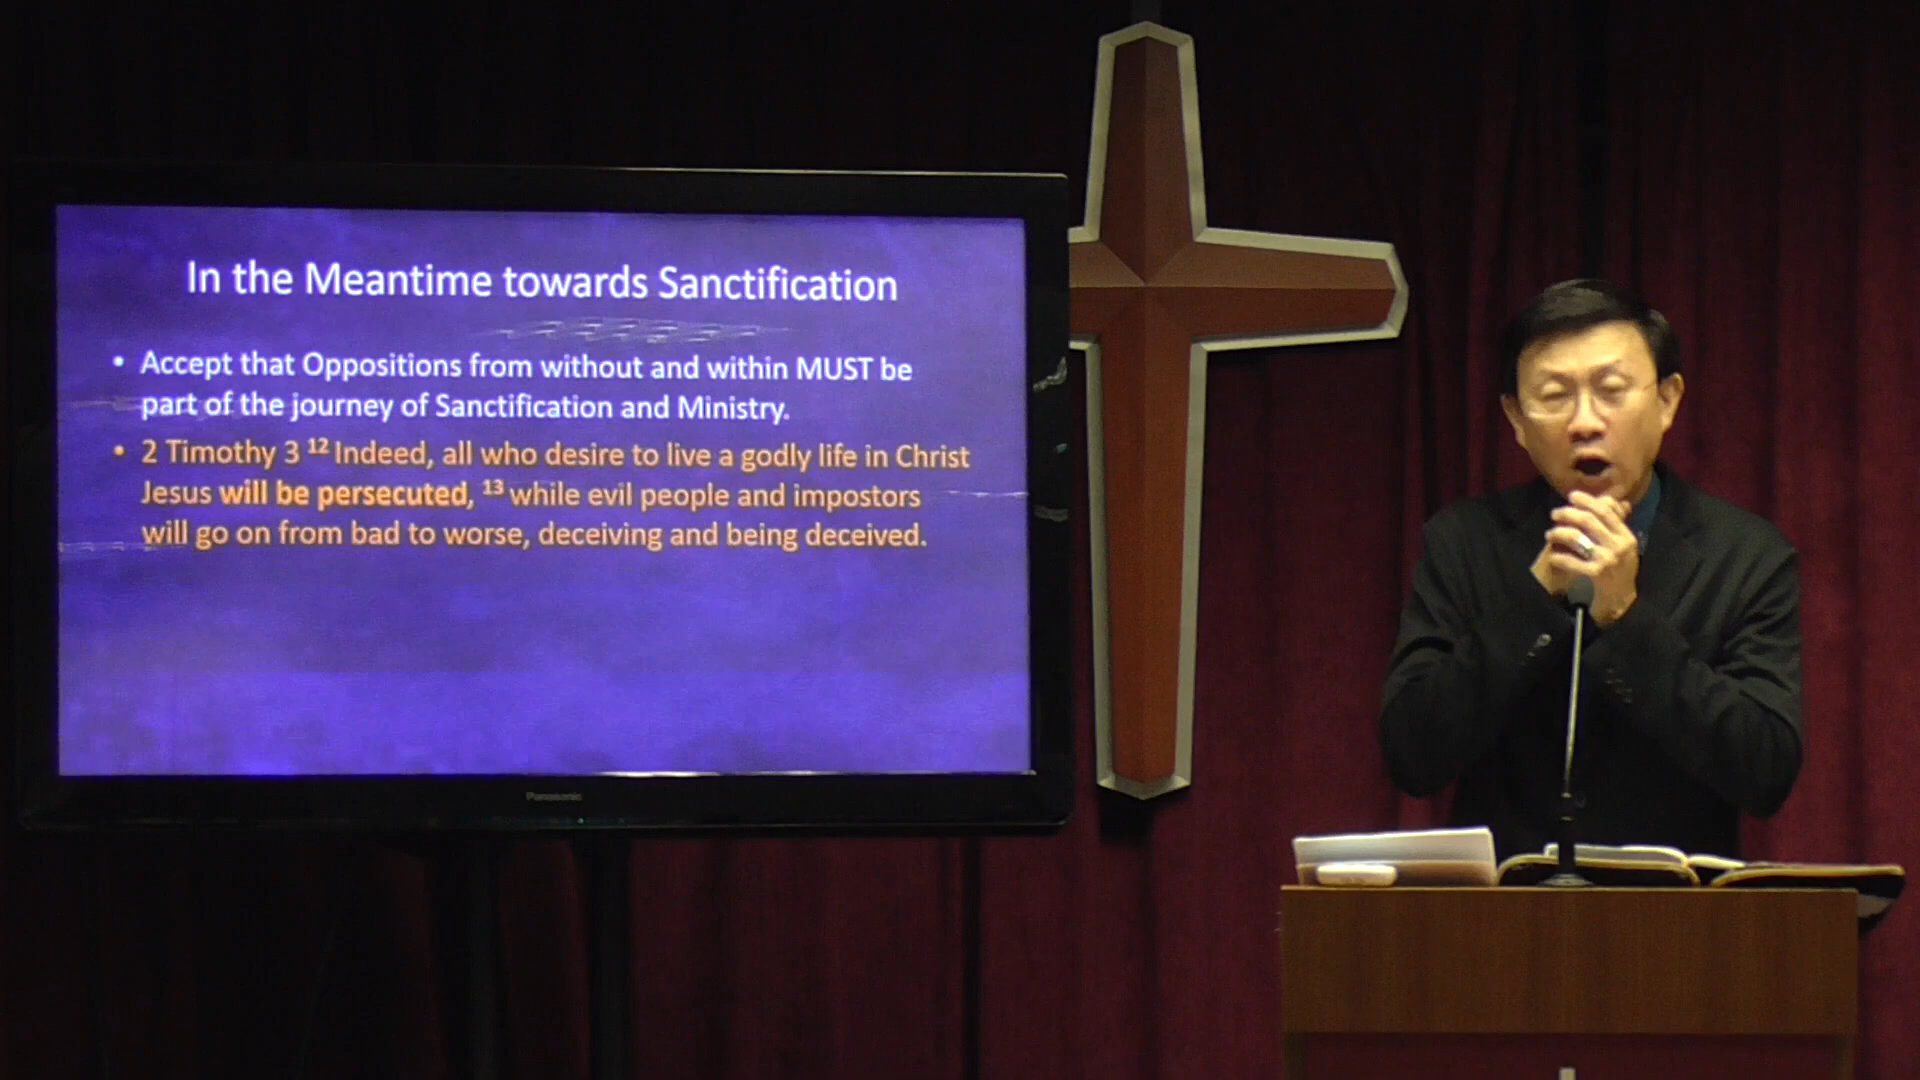 In the Meantime towards Sanctification
• Accept that Oppositions from without and within MUST be
part of the journey of Sanctification and Ministry.
• 2 Timothy 3 ¹² Indeed, all who desire to live a godly life in Christ
Jesus will be persecuted, ¹³ while evil people and impostors
will go on from bad to worse, deceiving and being deceived.
Panasonic